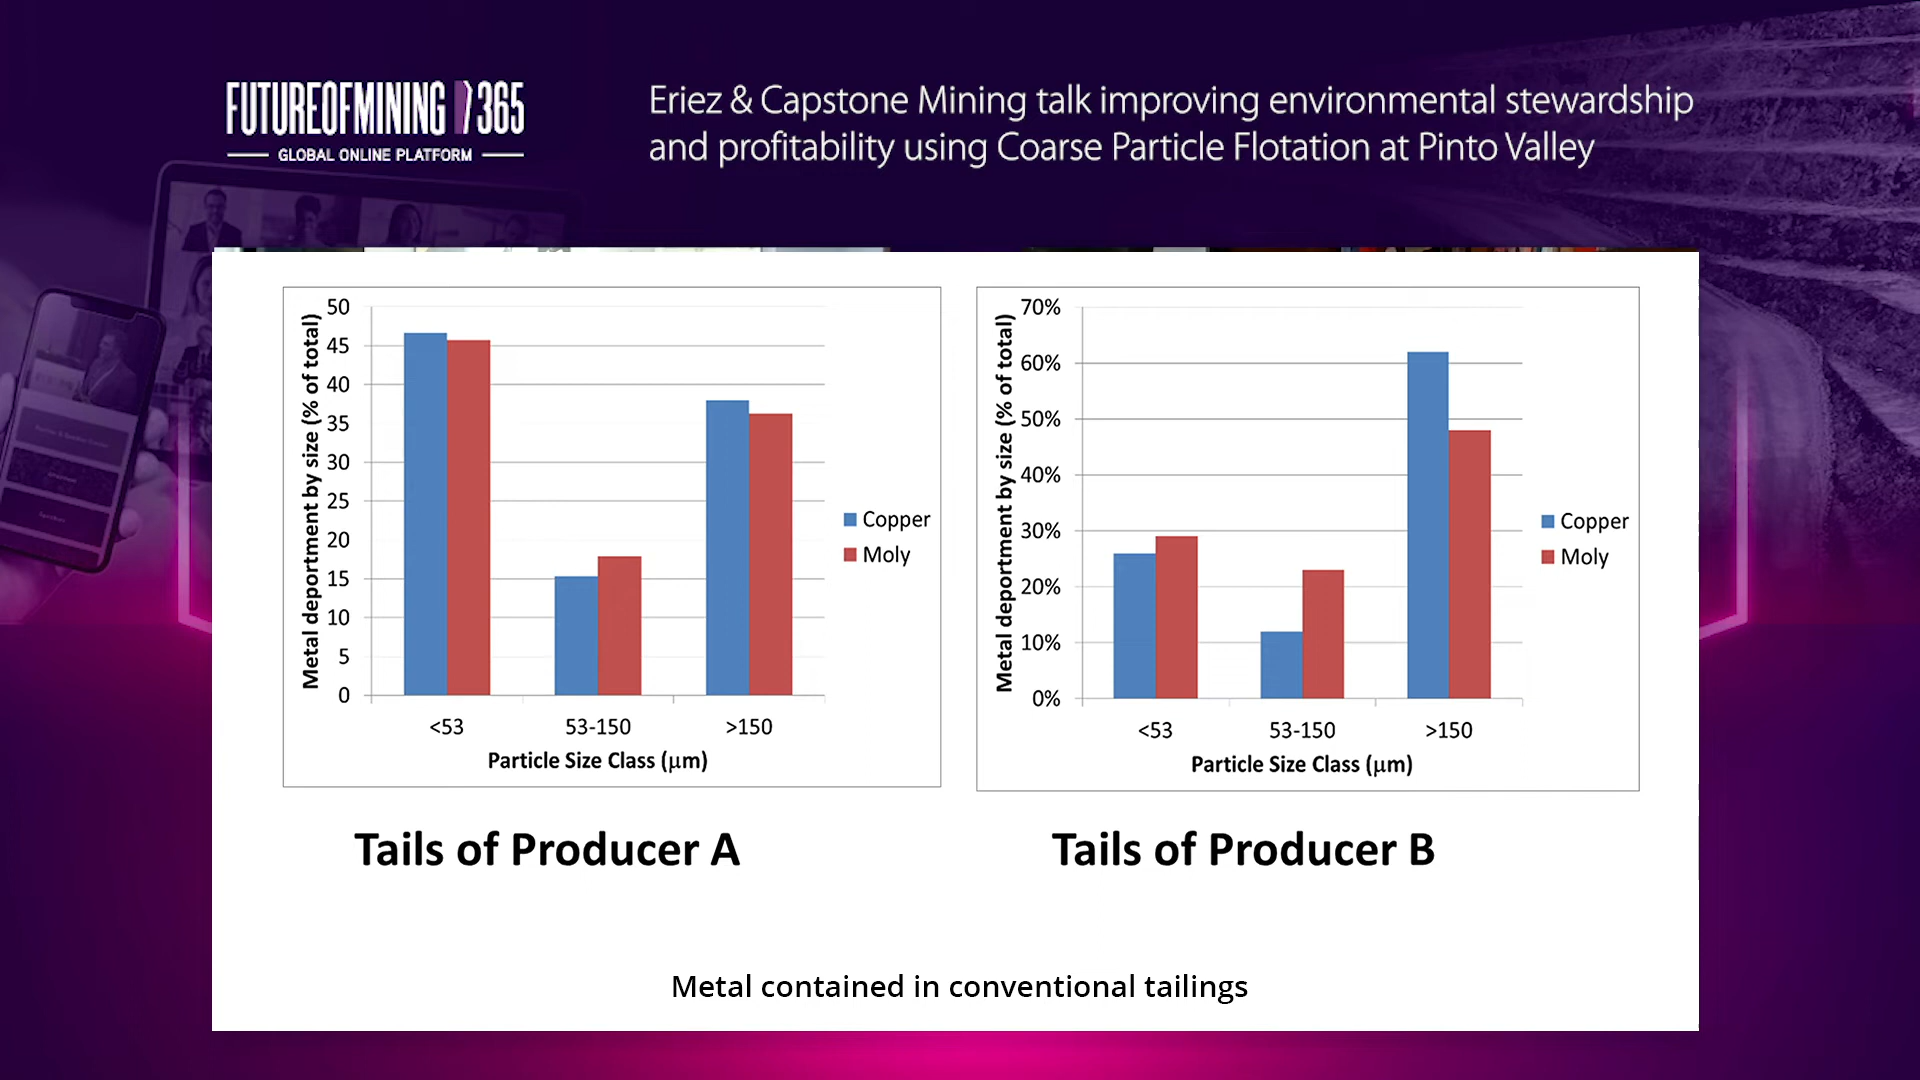 FUTUREOFMINING 365
GLOBAL ONLINE PLATFORM
Eriez & Capstone Mining talk improving environmental stewardship
and profitability using Coarse Particle Flotation at Pinto Valley
Metal deportment by size (% of total)
50
45
40
35
30
25
20
15
10
5
0
<53 53-150 >150
Particle Size Class (μm)
Copper
Moly
Tails of Producer A
Metal deportment by size (% of total)
70%
60%
50%
40%
30%
20%
10%
0%
<53 53-150 >150
Particle Size Class (μm)
Copper
Moly
Tails of Producer B
Metal contained in conventional tailings